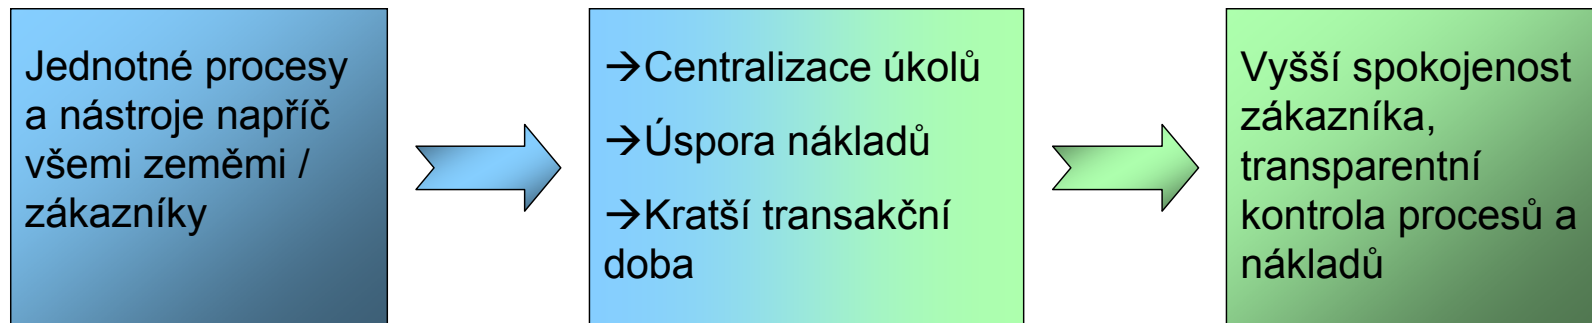 Jednotné procesy
a nástroje napříč
všemi zeměmi /
zákazníky
→Centralizace úkolů
→Úspora nákladů
→Kratší transakční
doba
Vyšší spokojenost
zákazníka,
transparentní
kontrola procesů a
nákladů